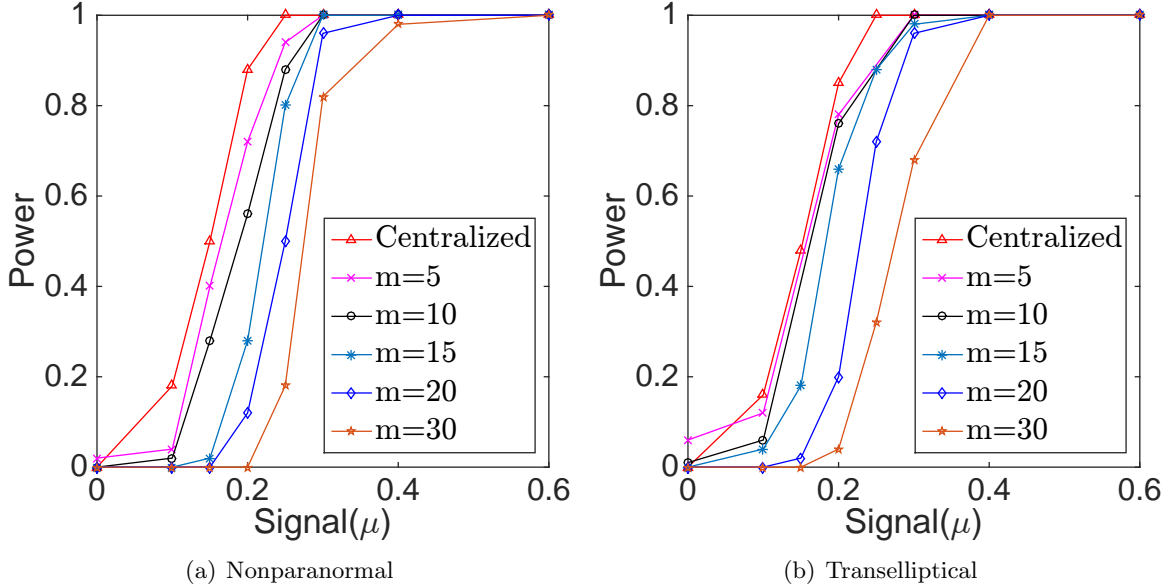 1
0.8
0.6
0.4
0.2
0
Power
0 0.2 0.4 0.6
Signal(μ)
Centralized
m=5
m=10
m=15
m=20
m=30
(a) Nonparanormal
1
0.8
0.6
0.4
0.2
0
Power
0 0.2 0.4 0.6
Signal(μ)
Centralized
m=5
m=10
m=15
m=20
m=30
(b) Transelliptical